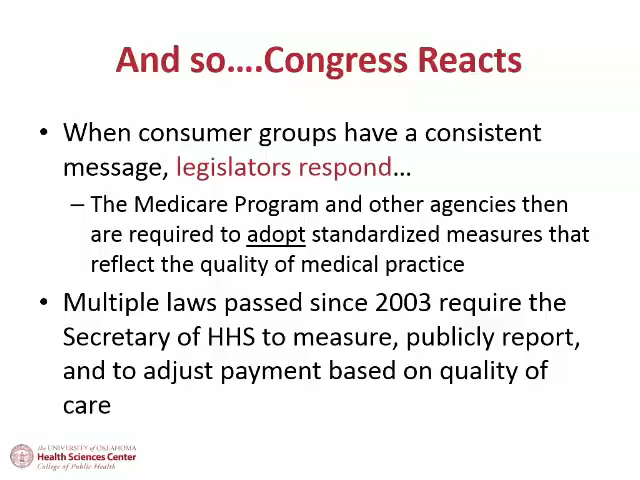 And so….Congress Reacts
• When consumer groups have a consistent
message, legislators respond…
– The Medicare Program and other agencies then
are required to adopt standardized measures that
reflect the quality of medical practice
• Multiple laws passed since 2003 require the
Secretary of HHS to measure, publicly report,
and to adjust payment based on quality of
care
the UNIVERSITY of OKLAHOMA
Health Sciences Center
College of Public Health